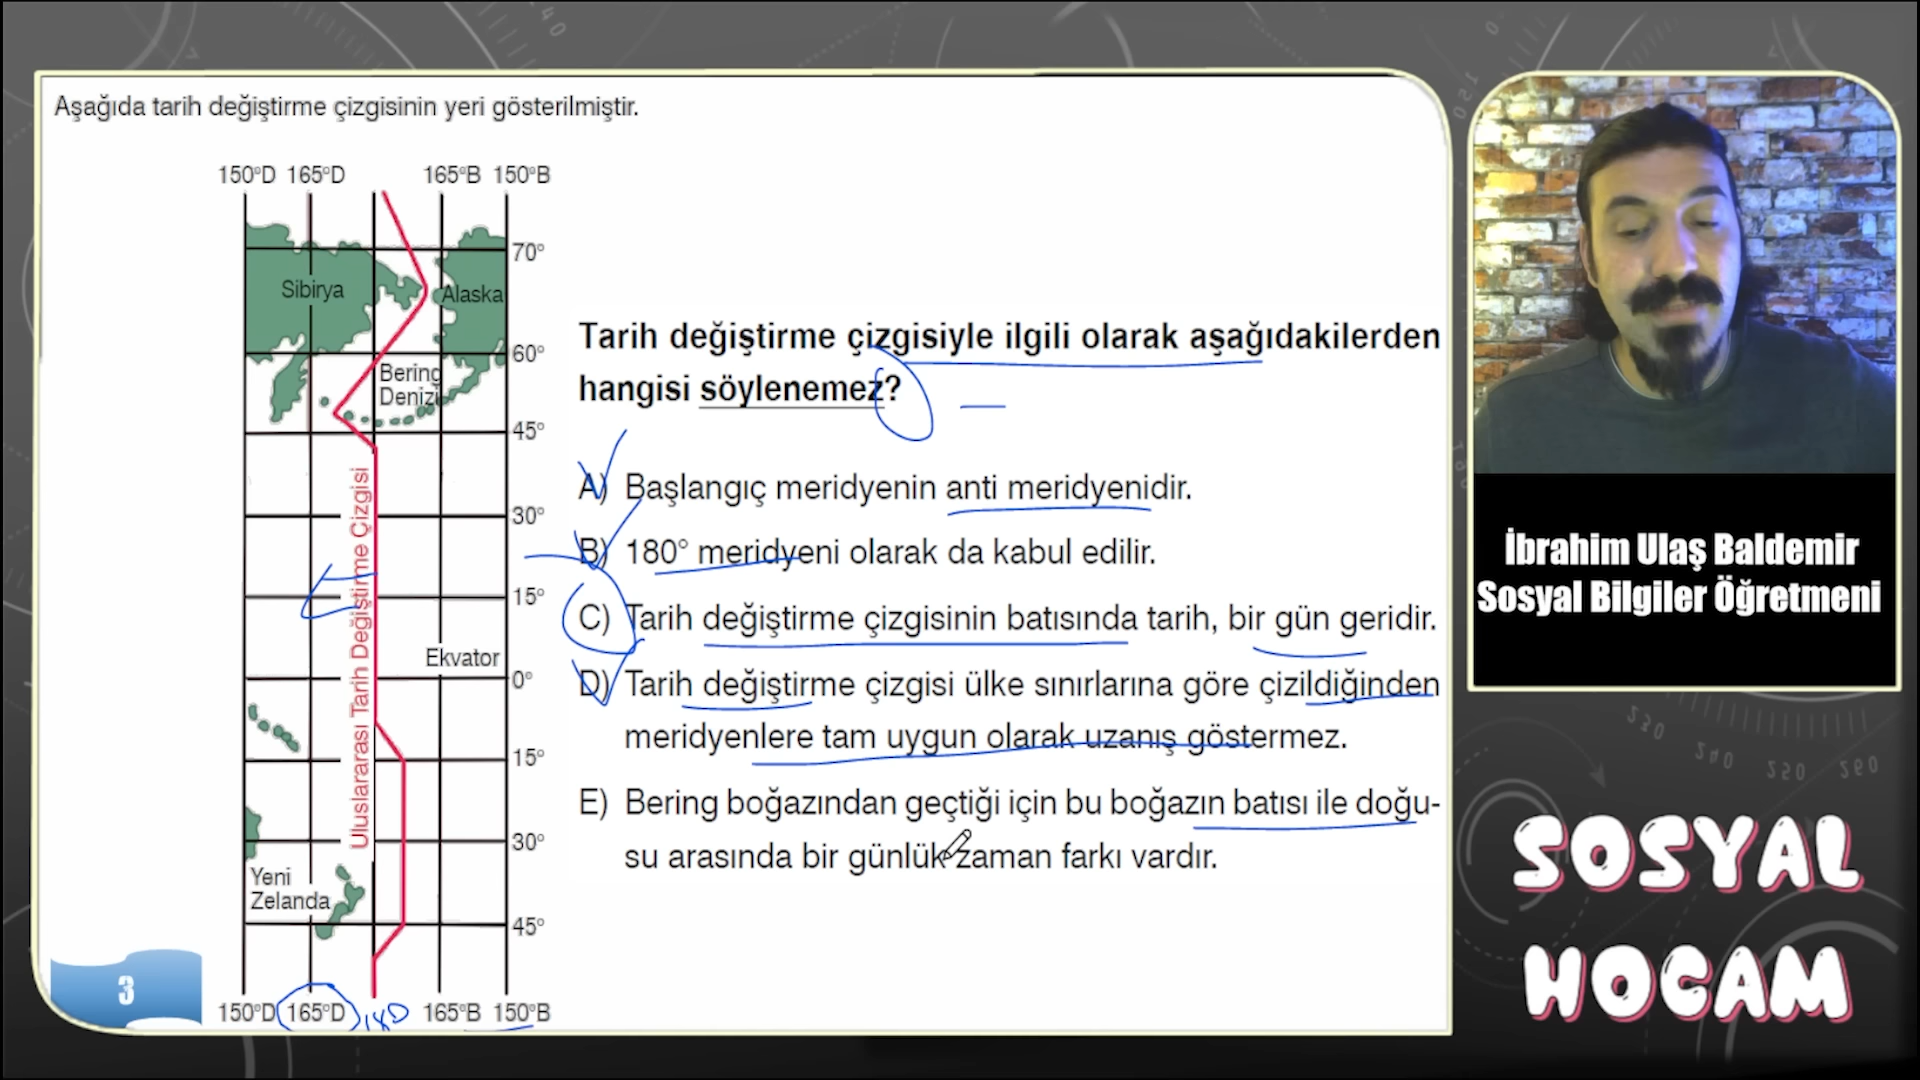 Aşağıda tarih değiştirme çizgisinin yeri gösterilmiştir.
150°D 165°D 165°B 150°B
70°
Sibirya
Alaska
60°
Bering
Denizi
45°
30°
15°
Ekvator
0°
15°
30°
Yeni
Zelanda
45°
Uluslararası Tarih Değiştirme Çizgisi
150°D 165°D 180 165°B 150°B
3
Tarih değiştirme çizgisiyle ilgili olarak aşağıdakilerden
hangisi söylenemez?
A) Başlangıç meridyenin anti meridyenidir.
B) 180° meridyeni olarak da kabul edilir.
C) Tarih değiştirme çizgisinin batısında tarih, bir gün geridir.
D) Tarih değiştirme çizgisi ülke sınırlarına göre çizildiğinden
meridyenlere tam uygun olarak uzanış göstermez.
E) Bering boğazından geçtiği için bu boğazın batısı ile doğu-
su arasında bir günlük zaman farkı vardır.
İbrahim Ulaş Baldemir
Sosyal Bilgiler Öğretmeni
230
240 250 260
SOSYAL
HOCAM